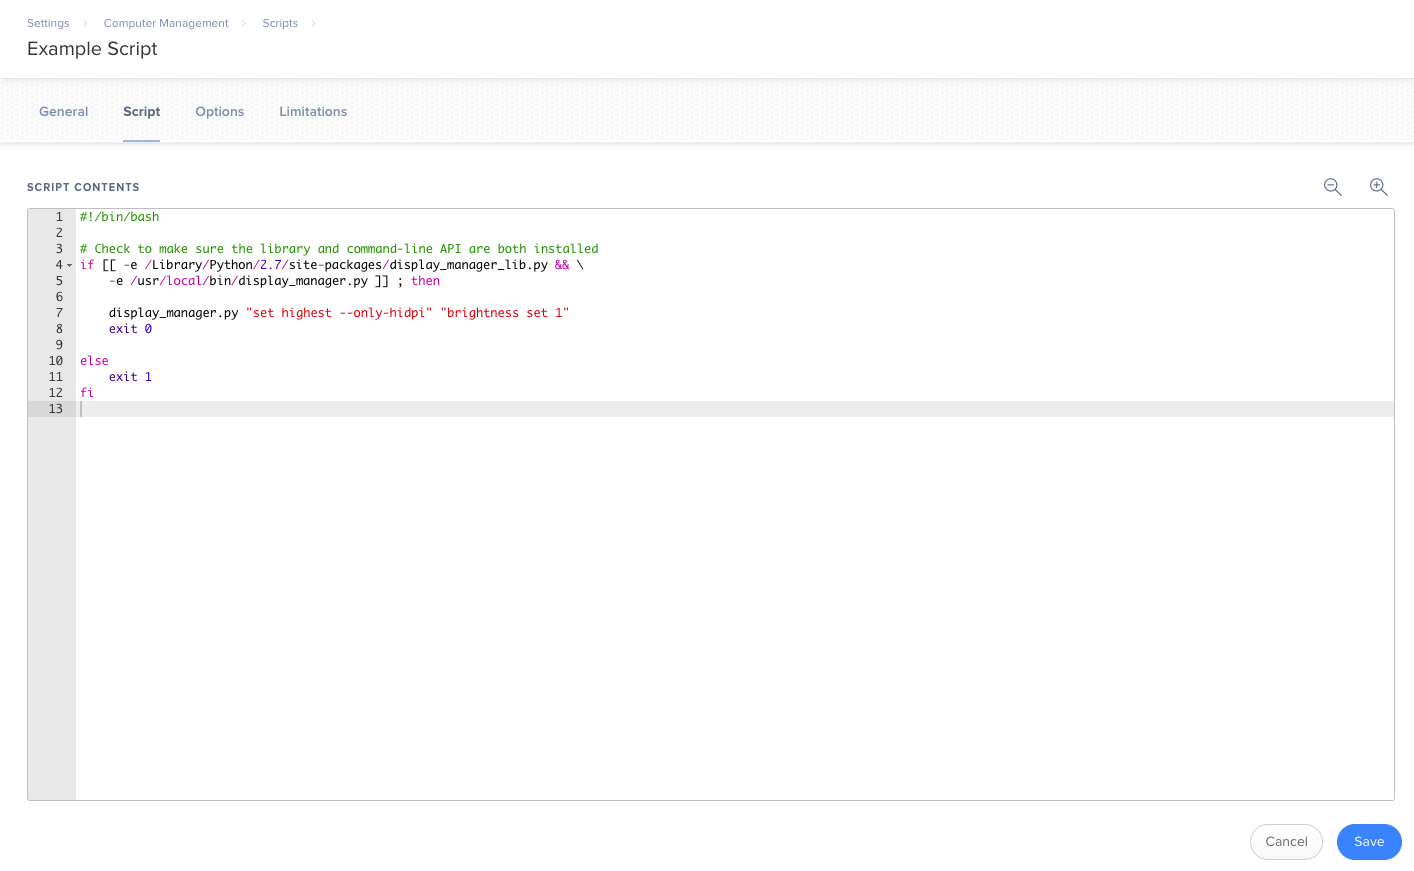 Settings > Computer Management > Scripts >
Example Script
General Script Options Limitations
SCRIPT CONTENTS
1 #!/bin/bash
2
3 # Check to make sure the library and command-line API are both installed
4 if [[ -e /Library/Python/2.7/site-packages/display_manager_lib.py && \
5     -e /usr/local/bin/display_manager.py ]] ; then
6
7     display_manager.py "set highest --only-hidpi" "brightness set 1"
8     exit 0
9
10 else
11     exit 1
12 fi
13
Cancel Save